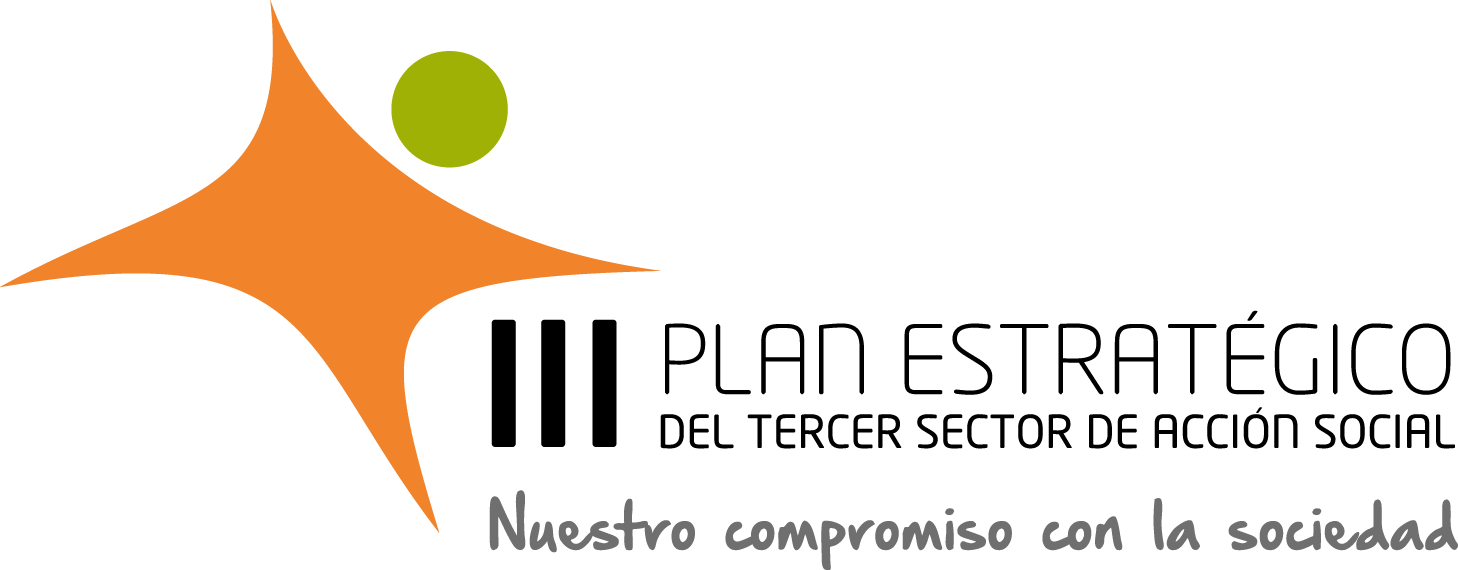 III PLAN ESTRATÉGICO
DEL TERCER SECTOR DE ACCIÓN SOCIAL
Nuestro compromiso con la sociedad